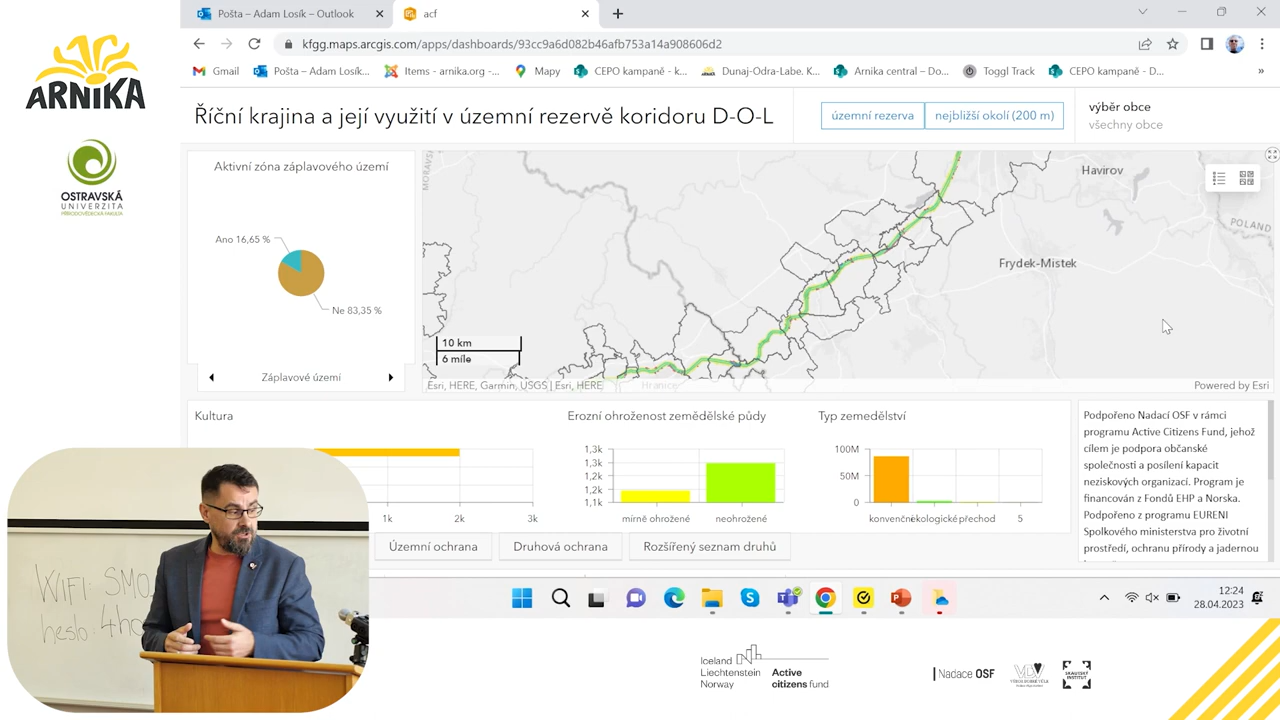 Pošta – Adam Losík – Outlook
acf
kfgg.maps.arcgis.com/apps/dashboards/93cc9a6d082b46afb753a14a908606d2
Gmail
Pošta – Adam Losík...
Items - arnika.org -...
Mapy
CEPO kampaně - k...
Dunaj-Odra-Labe. K...
Arnika central – Do...
Toggl Track
CEPO kampaně - D...
»
ARNIKA
OSTRAVSKÁ
UNIVERZITA
PŘÍRODOVĚDECKÁ FAKULTA
Říční krajina a její využití v územní rezervě koridoru D-O-L
územní rezerva
nejbližší okolí (200 m)
výběr obce
všechny obce
Aktivní zóna záplavového území
Ano 16,65 %
Ne 83,35 %
Záplavové území
Havirov
POLAND
Frydek-Mistek
10 km
6 míle
Hranice
Esri, HERE, Garmin, USGS | Esri, HERE
Powered by Esri
Kultura
1k
2k
3k
Erozní ohroženost zemědělské půdy
1,3k
1,3k
1,2k
1,2k
1,1k
mírně ohrožené
neohrožené
Typ zemedělství
100M
50M
0
konvenční
ekologické
přechod
5
Podpořeno Nadací OSF v rámci
programu Active Citizens Fund, jehož
cílem je podpora občanské
společnosti a posílení kapacit
neziskových organizací. Program je
financován z Fondů EHP a Norska.
Podpořeno z programu EURENI
Spolkového ministerstva pro životní
prostředí, ochranu přírody a jadernou
Územní ochrana
Druhová ochrana
Rozšířený seznam druhů
12:24
28.04.2023
WIFI: SMO
heslo: 4ho
Iceland
Liechtenstein
Norway
Active
citizens fund
Nadace OSF
SKAUTSKÝ
INSTITUT